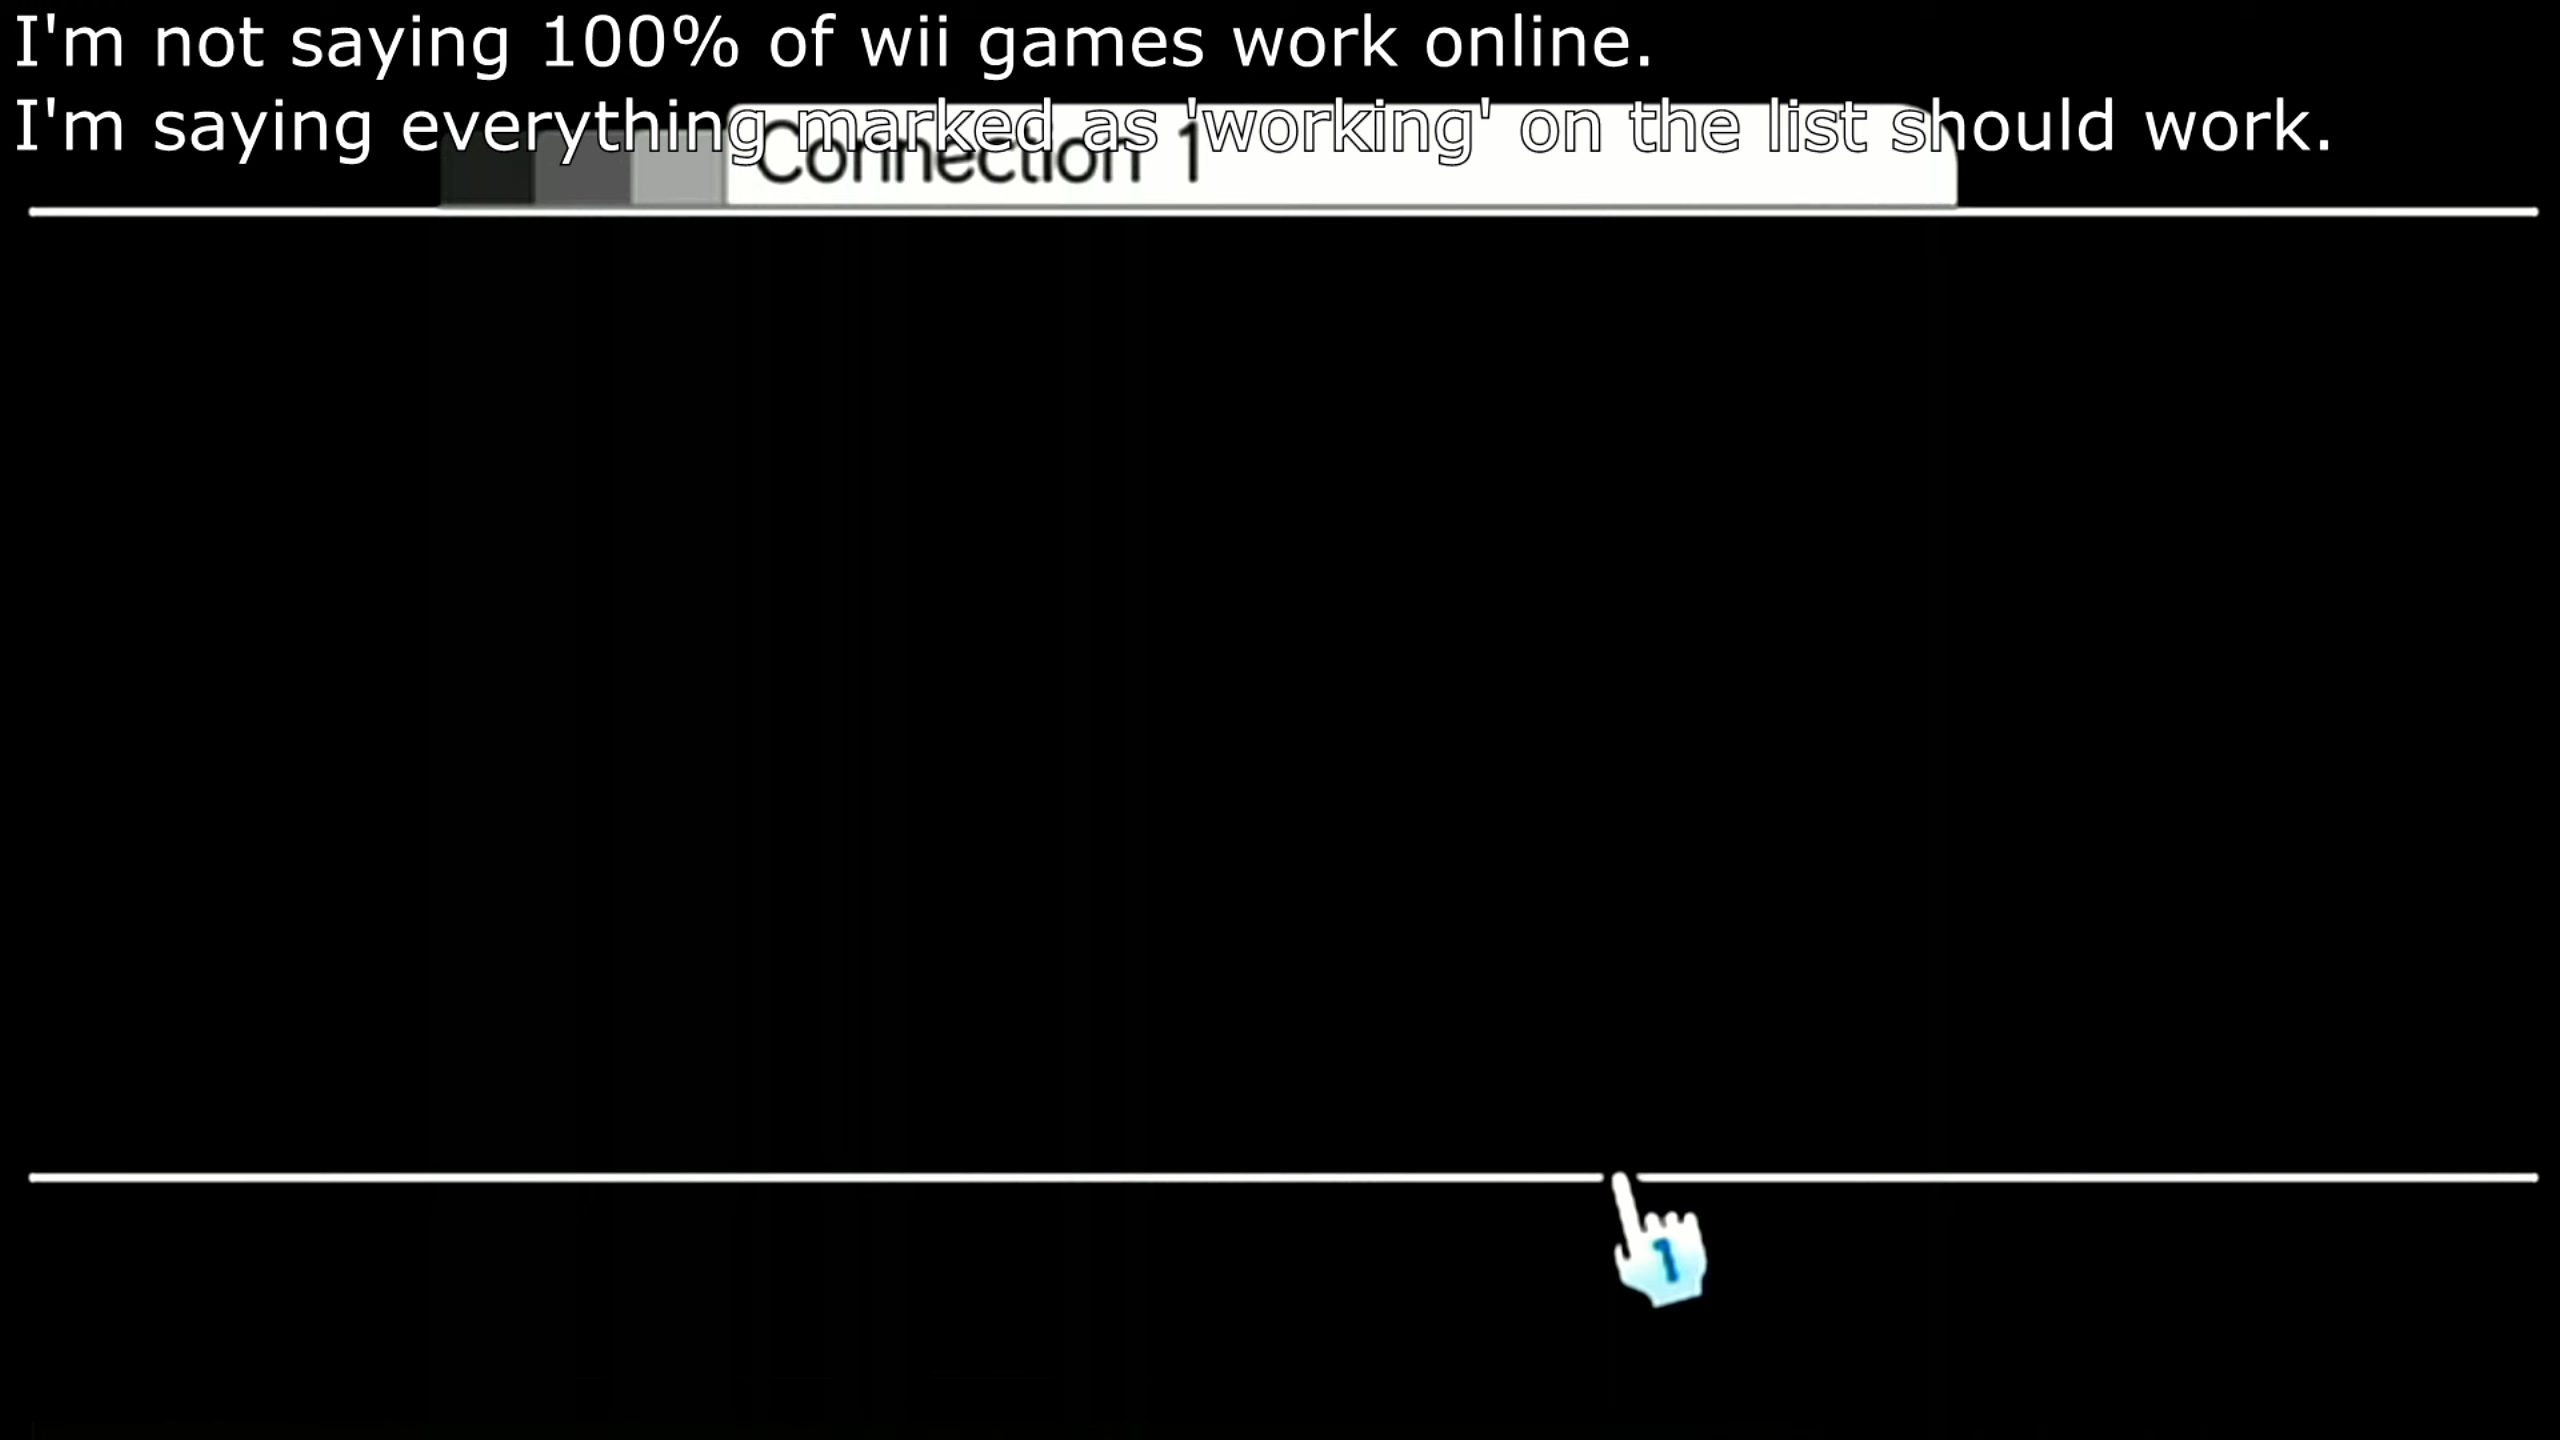 I'm not saying 100% of wii games work online.
I'm saying everything marked as 'working' on the list should work.
Connection 1
1